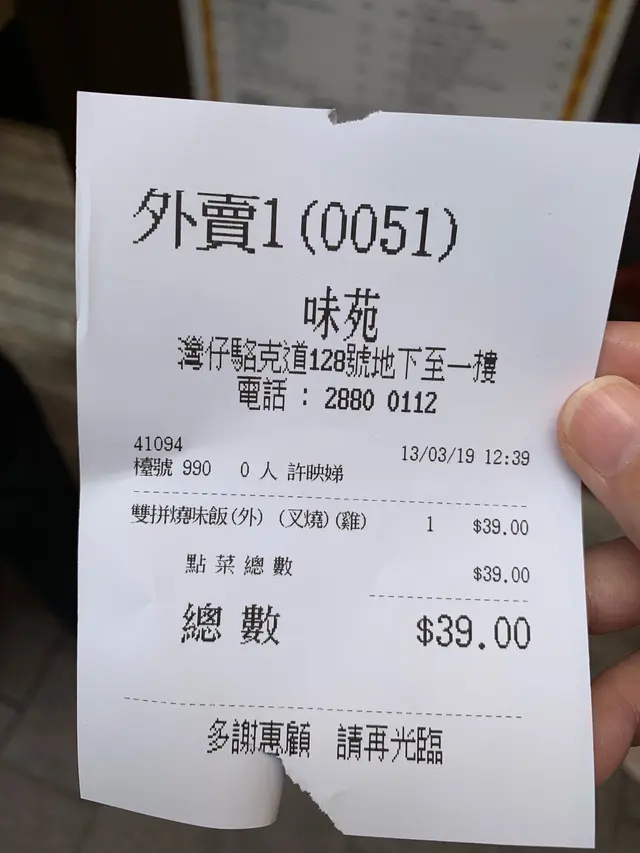 外賣1(0051)
味苑
灣仔駱克道128號地下至一樓
電話 : 2880 0112
41094 13/03/19 12:39
檯號 990 0 人 許映娣
雙拼燒味飯(外) (叉燒)(雞) 1 $39.00
點菜總數 $39.00
總數 $39.00
多謝惠顧 請再光臨